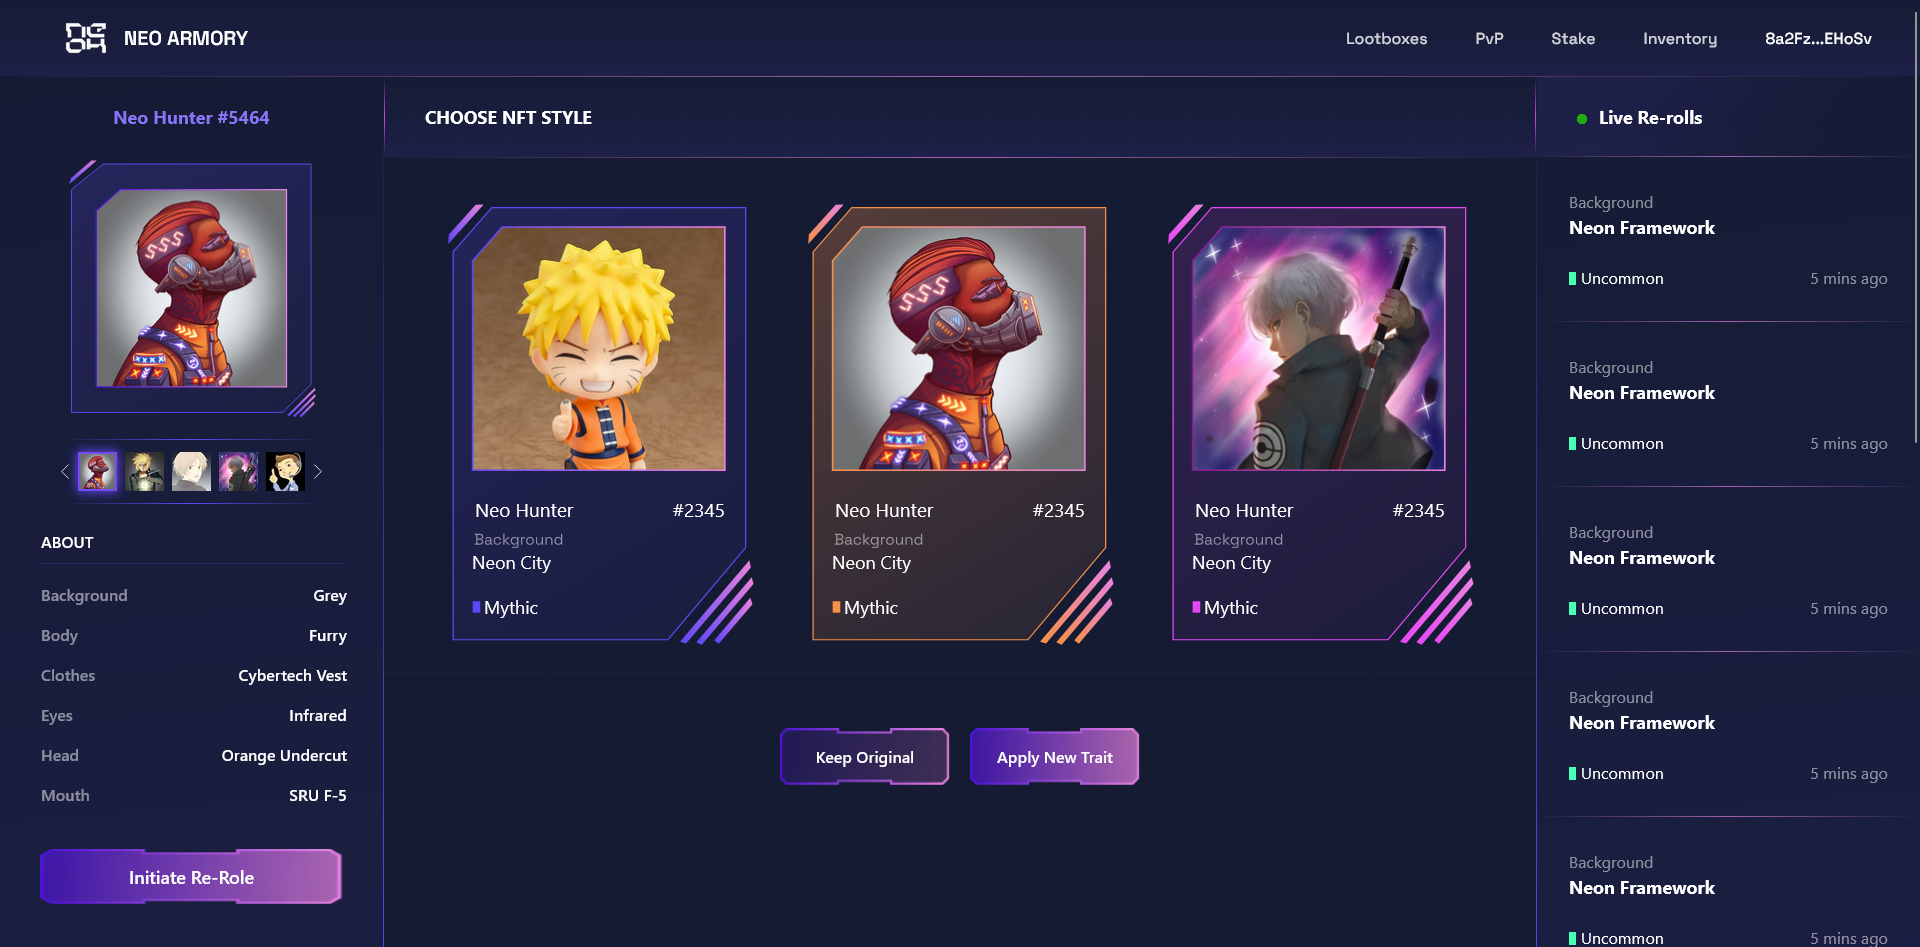 NEO ARMORY
Lootboxes
PvP
Stake
Inventory
8a2Fz...EHoSv
Neo Hunter #5464
ABOUT
Background Grey
Body Furry
Clothes Cybertech Vest
Eyes Infrared
Head Orange Undercut
Mouth SRU F-5
Initiate Re-Role
CHOOSE NFT STYLE
Neo Hunter #2345
Background
Neon City
Mythic
Neo Hunter #2345
Background
Neon City
Mythic
Neo Hunter #2345
Background
Neon City
Mythic
Keep Original
Apply New Trait
Live Re-rolls
Background
Neon Framework
Uncommon 5 mins ago
Background
Neon Framework
Uncommon 5 mins ago
Background
Neon Framework
Uncommon 5 mins ago
Background
Neon Framework
Uncommon 5 mins ago
Background
Neon Framework
Uncommon 5 mins ago